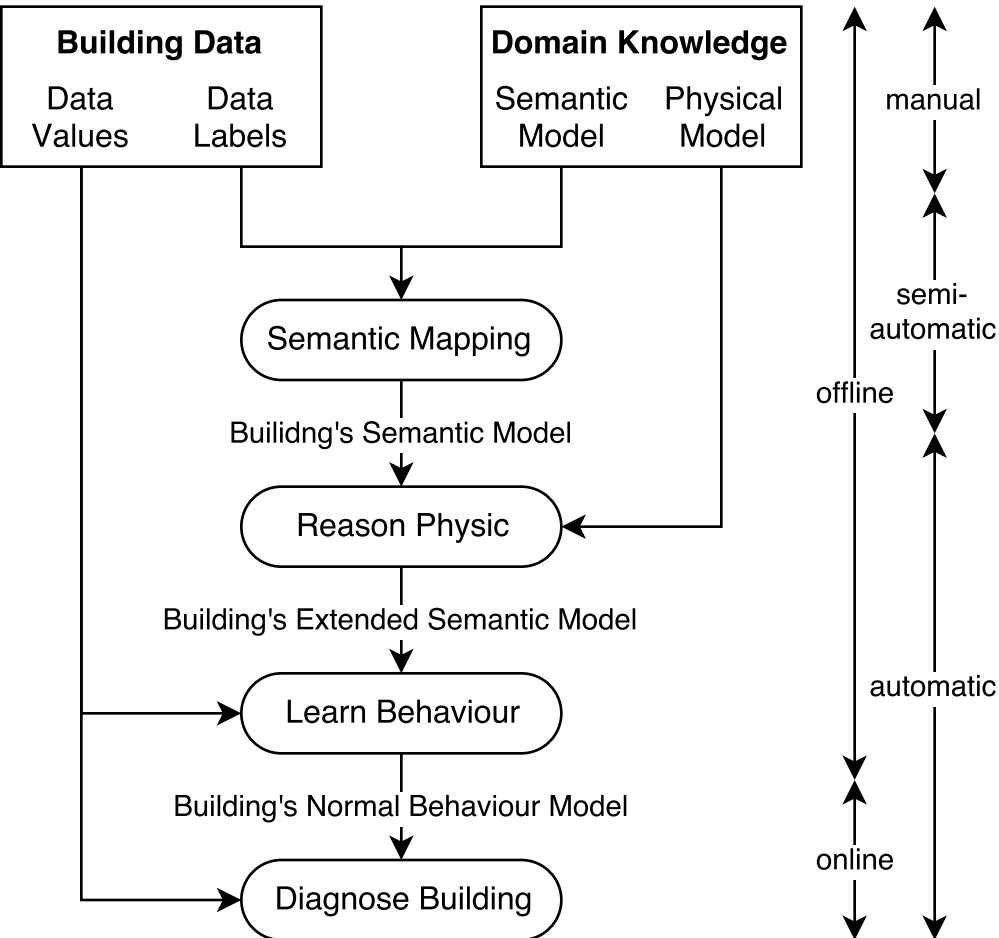 Building Data
Data
Values
Data
Labels
Domain Knowledge
Semantic
Model
Physical
Model
manual
semi-
automatic
offline
Semantic Mapping
Builidng's Semantic Model
Reason Physic
Building's Extended Semantic Model
automatic
Learn Behaviour
Building's Normal Behaviour Model
online
Diagnose Building